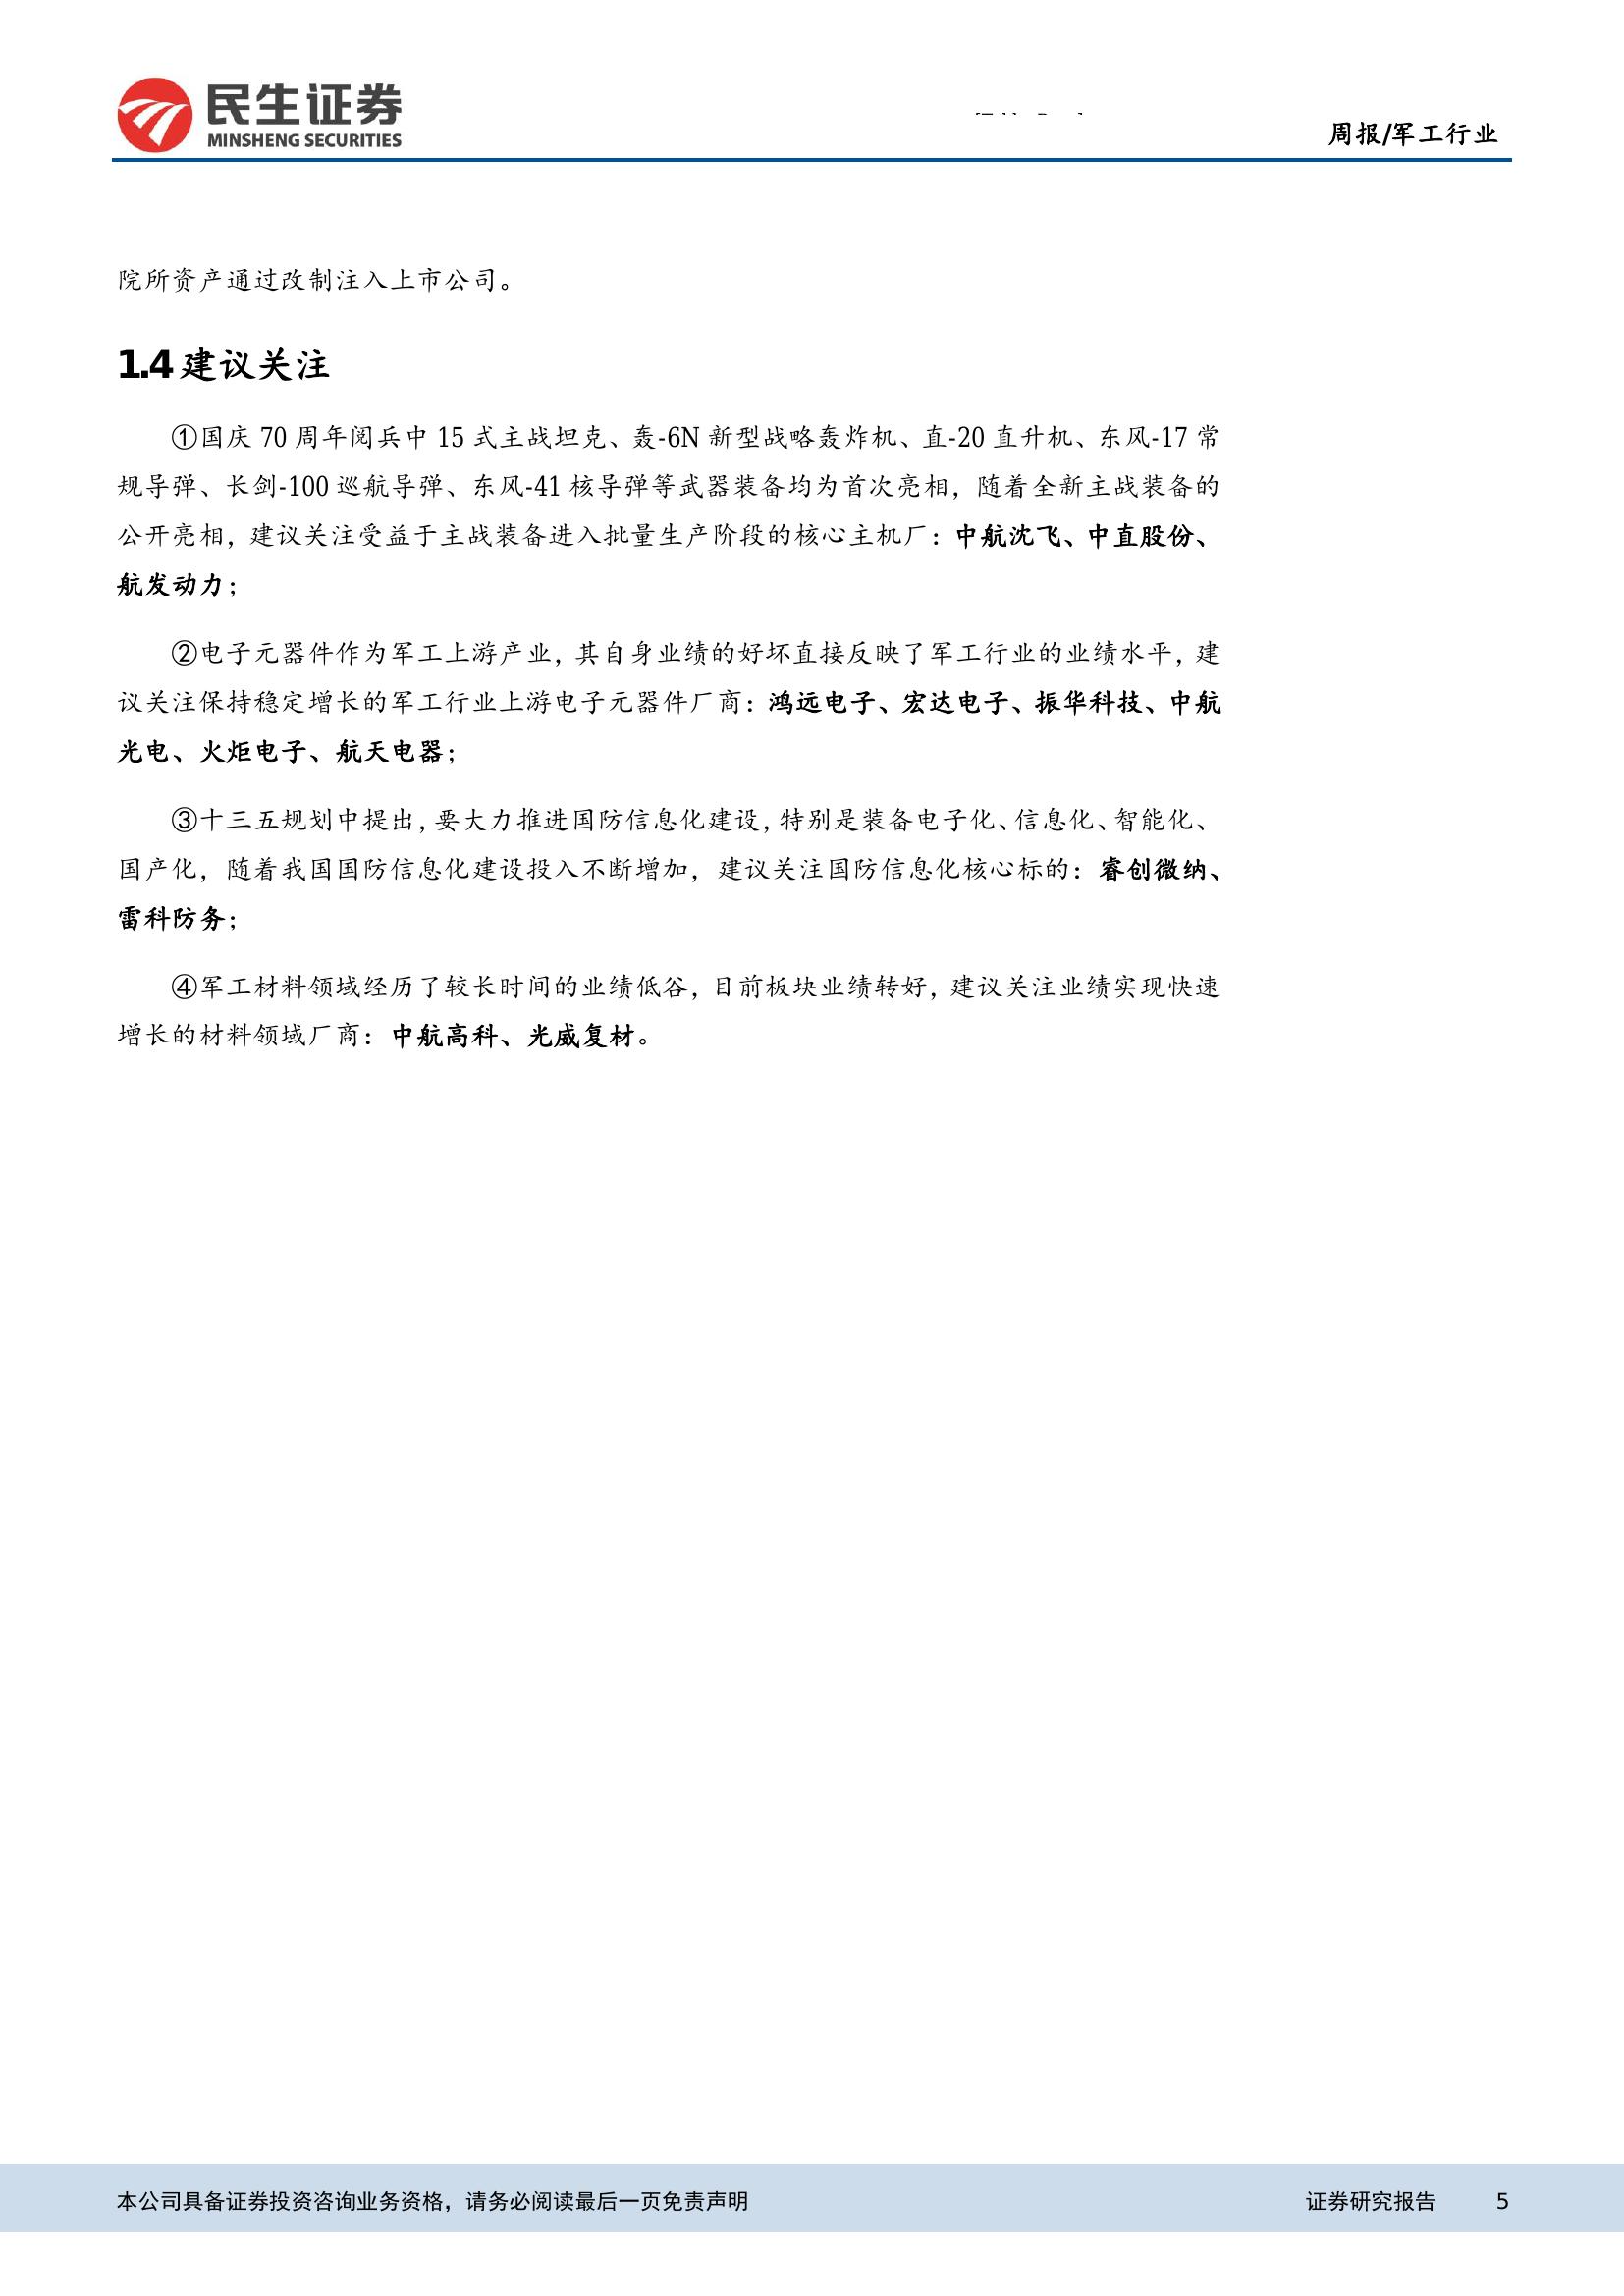 民生证券
MINSHENG SECURITIES
周报/军工行业
院所资产通过改制注入上市公司。
1.4 建议关注
①国庆 70 周年阅兵中 15 式主战坦克、轰-6N 新型战略轰炸机、直-20 直升机、东风-17 常
规导弹、长剑-100 巡航导弹、东风-41 核导弹等武器装备均为首次亮相，随着全新主战装备的
公开亮相，建议关注受益于主战装备进入批量生产阶段的核心主机厂：中航沈飞、中直股份、
航发动力；
②电子元器件作为军工上游产业，其自身业绩的好坏直接反映了军工行业的业绩水平，建
议关注保持稳定增长的军工行业上游电子元器件厂商：鸿远电子、宏达电子、振华科技、中航
光电、火炬电子、航天电器；
③十三五规划中提出，要大力推进国防信息化建设，特别是装备电子化、信息化、智能化、
国产化，随着我国国防信息化建设投入不断增加，建议关注国防信息化核心标的：睿创微纳、
雷科防务；
④军工材料领域经历了较长时间的业绩低谷，目前板块业绩转好，建议关注业绩实现快速
增长的材料领域厂商：中航高科、光威复材。
本公司具备证券投资咨询业务资格，请务必阅读最后一页免责声明
证券研究报告 5